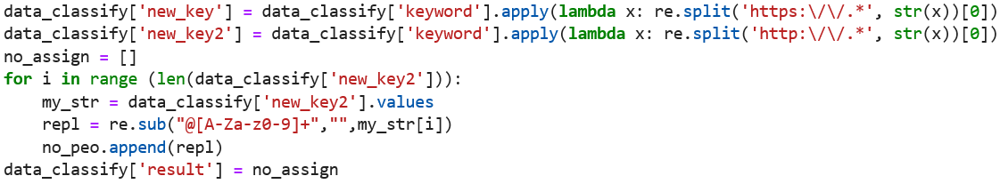 data_classify['new_key'] = data_classify['keyword'].apply(lambda x: re.split('https:\/\/.*', str(x))[0])
data_classify['new_key2'] = data_classify['keyword'].apply(lambda x: re.split('http:\/\/.*', str(x))[0])
no_assign = []
for i in range (len(data_classify['new_key2'])):
    my_str = data_classify['new_key2'].values
    repl = re.sub("@[A-Za-z0-9]+","",my_str[i])
    no_peo.append(repl)
data_classify['result'] = no_assign